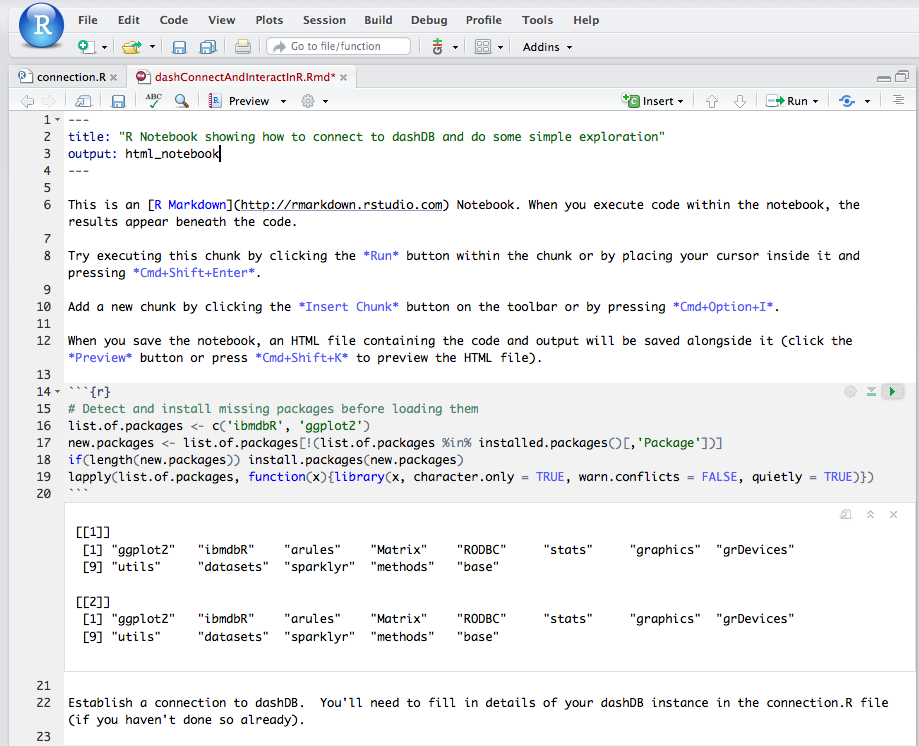 R File Edit Code View Plots Session Build Debug Profile Tools Help
Go to file/function Addins
connection.R dashConnectAndInteractInR.Rmd*
ABC Preview Insert Run
1 ---
2 title: "R Notebook showing how to connect to dashDB and do some simple exploration"
3 output: html_notebook
4 ---
5
6 This is an [R Markdown](http://rmarkdown.rstudio.com) Notebook. When you execute code within the notebook, the
results appear beneath the code.
7
8 Try executing this chunk by clicking the *Run* button within the chunk or by placing your cursor inside it and
pressing *Cmd+Shift+Enter*.
9
10 Add a new chunk by clicking the *Insert Chunk* button on the toolbar or by pressing *Cmd+Option+I*.
11
12 When you save the notebook, an HTML file containing the code and output will be saved alongside it (click the
*Preview* button or press *Cmd+Shift+K* to preview the HTML file).
13
14 ```{r}
15 # Detect and install missing packages before loading them
16 list.of.packages <- c('ibmdbR', 'ggplot2')
17 new.packages <- list.of.packages[!(list.of.packages %in% installed.packages()[,'Package'])]
18 if(length(new.packages)) install.packages(new.packages)
19 lapply(list.of.packages, function(x){library(x, character.only = TRUE, warn.conflicts = FALSE, quietly = TRUE)})
20 ```
[[1]]
[1] "ggplot2" "ibmdbR" "arules" "Matrix" "RODBC" "stats" "graphics" "grDevices"
[9] "utils" "datasets" "sparklyr" "methods" "base"
[[2]]
[1] "ggplot2" "ibmdbR" "arules" "Matrix" "RODBC" "stats" "graphics" "grDevices"
[9] "utils" "datasets" "sparklyr" "methods" "base"
21
22 Establish a connection to dashDB. You'll need to fill in details of your dashDB instance in the connection.R file
(if you haven't done so already).
23